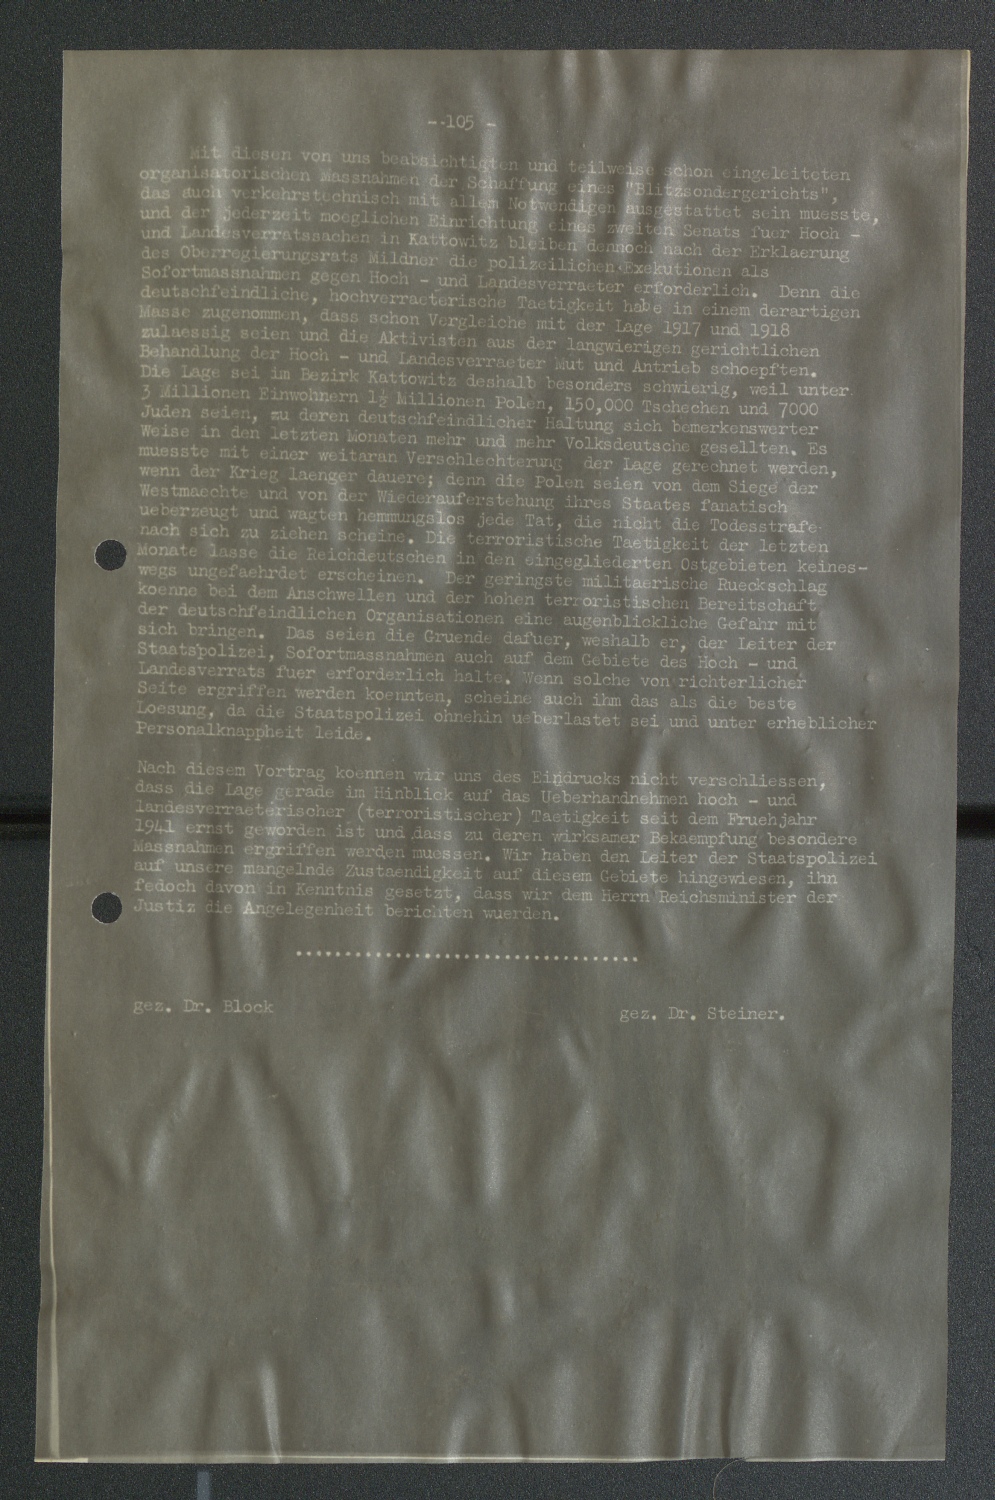 --105 -
Mit diesen von uns beabsichtigten und teilweise schon eingeleiteten
organisatorischen Massnahmen der Schaffung eines "Blitzsondergerichts",
das auch verkehrstechnisch mit allem Notwendigen ausgestattet sein muesste,
und der jederzeit moeglichen Einrichtung eines zweiten Senats fuer Hoch -
und Landesverratssachen in Kattowitz bleiben dennoch nach der Erklaerung
des Oberregierungsrats Mildner die polizeilichen Exekutionen als
Sofortmassnahmen gegen Hoch - und Landesverraeter erforderlich. Denn die
deutschfeindliche, hochverraeterische Taetigkeit habe in einem derartigen
Masse zugenommen, dass schon Vergleiche mit der Lage 1917 und 1918
zulaessig seien und die Aktivisten aus der langwierigen gerichtlichen
Behandlung der Hoch - und Landesverraeter Mut und Antrieb schoepften.
Die Lage sei im Bezirk Kattowitz deshalb besonders schwierig, weil unter
3 Millionen Einwohnern 1½ Millionen Polen, 150,000 Tschechen und 7000
Juden seien, zu deren deutschfeindlicher Haltung sich bemerkenswerter
Weise in den letzten Monaten mehr und mehr Volksdeutsche gesellten. Es
muesste mit einer weitaran Verschlechterung der Lage gerechnet werden,
wenn der Krieg laenger dauere; denn die Polen seien von dem Siege der
Westmaechte und von der Wiederauferstehung ihres Staates fanatisch
ueberzeugt und wagten hemmungslos jede Tat, die nicht die Todesstrafe
nach sich zu ziehen scheine. Die terroristische Taetigkeit der letzten
Monate lasse die Reichdeutschen in den eingegliederten Ostgebieten keines-
wegs ungefaehrdet erscheinen. Der geringste militaerische Rueckschlag
koenne bei dem Anschwellen und der hohen terroristischen Bereitschaft
der deutschfeindlichen Organisationen eine augenblickliche Gefahr mit
sich bringen. Das seien die Gruende dafuer, weshalb er, der Leiter der
Staatspolizei, Sofortmassnahmen auch auf dem Gebiete des Hoch - und
Landesverrats fuer erforderlich halte. Wenn solche von richterlicher
Seite ergriffen werden koennten, scheine auch ihm das als die beste
Loesung, da die Staatspolizei ohnehin ueberlastet sei und unter erheblicher
Personalknappheit leide.
Nach diesem Vortrag koennen wir uns des Eindrucks nicht verschliessen,
dass die Lage gerade im Hinblick auf das Ueberhandnehmen hoch - und
landesverraeterischer (terroristischer) Taetigkeit seit dem Fruehjahr
1941 ernst geworden ist und dass zu deren wirksamer Bekaempfung besondere
Massnahmen ergriffen werden muessen. Wir haben den Leiter der Staatspolizei
auf unsere mangelnde Zustaendigkeit auf diesem Gebiete hingewiesen, ihn
fedoch davon in Kenntnis gesetzt, dass wir dem Herrn Reichsminister der
Justiz die Angelegenheit berichten wuerden.
...................................
gez. Dr. Block gez. Dr. Steiner.